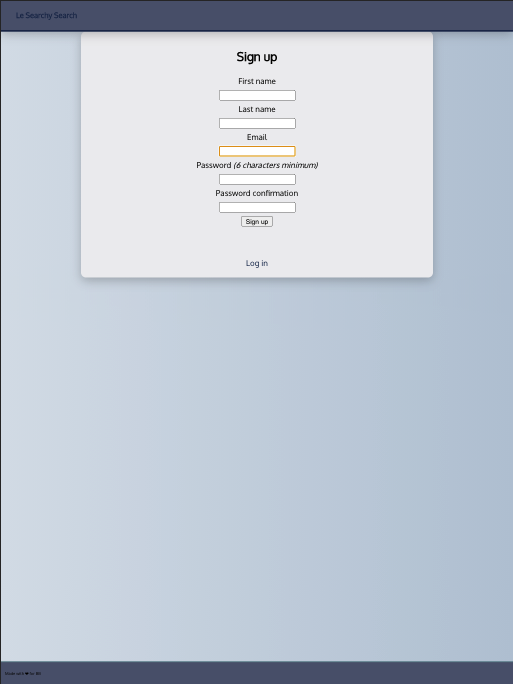 Le Searchy Search
Sign up
First name
Last name
Email
Password (6 characters minimum)
Password confirmation
Sign up
Log in